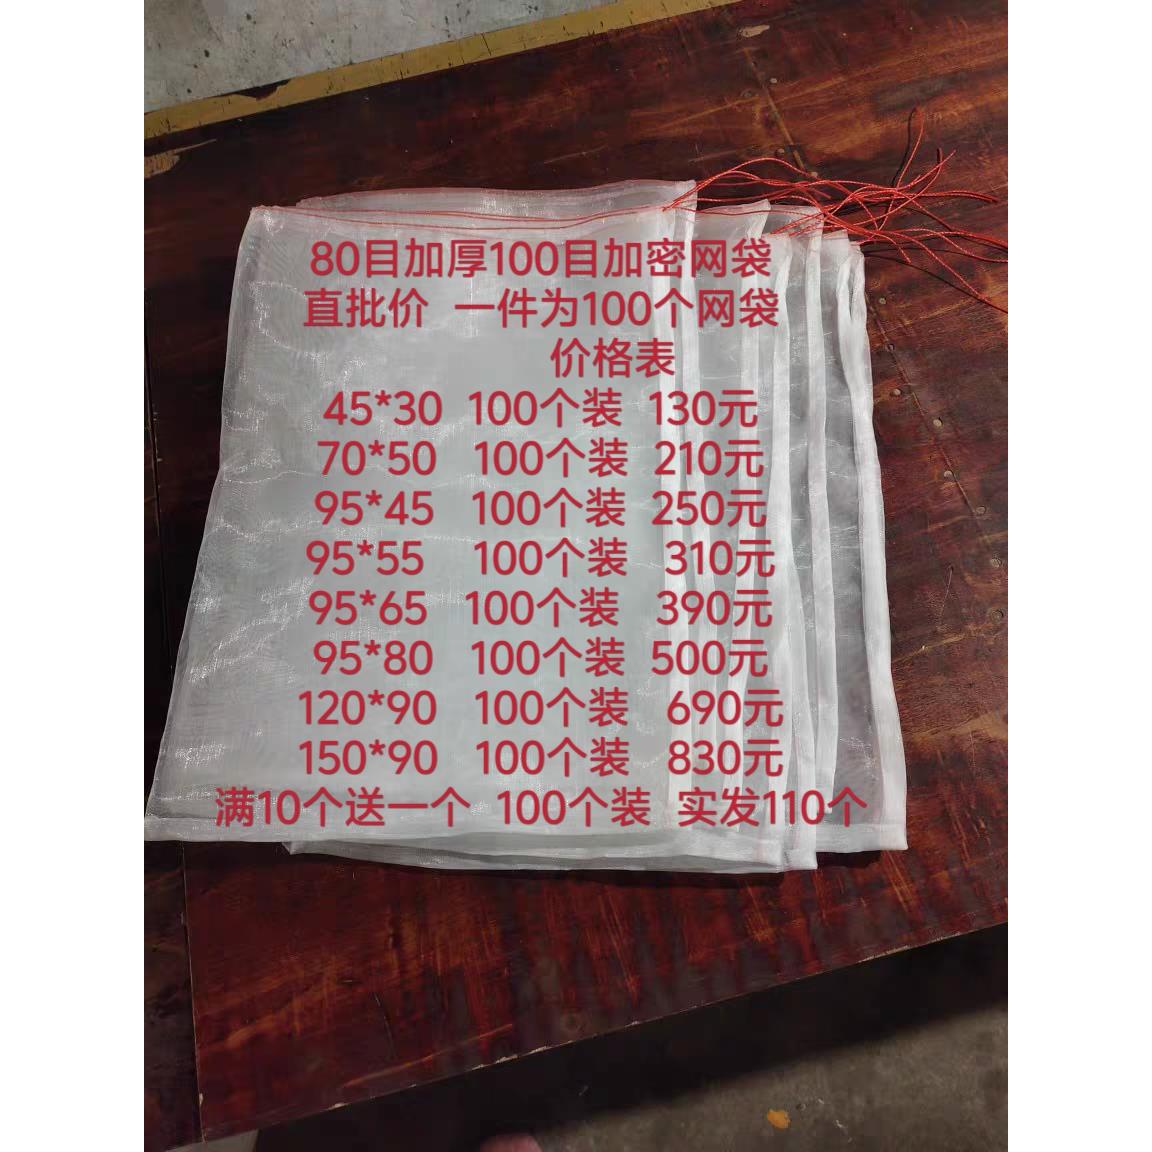 80目加厚100目加密网袋
直批价 一件为100个网袋
价格表
45*30 100个装 130元
70*50 100个装 210元
95*45 100个装 250元
95*55 100个装 310元
95*65 100个装 390元
95*80 100个装 500元
120*90 100个装 690元
150*90 100个装 830元
满10个送一个 100个装 实发110个